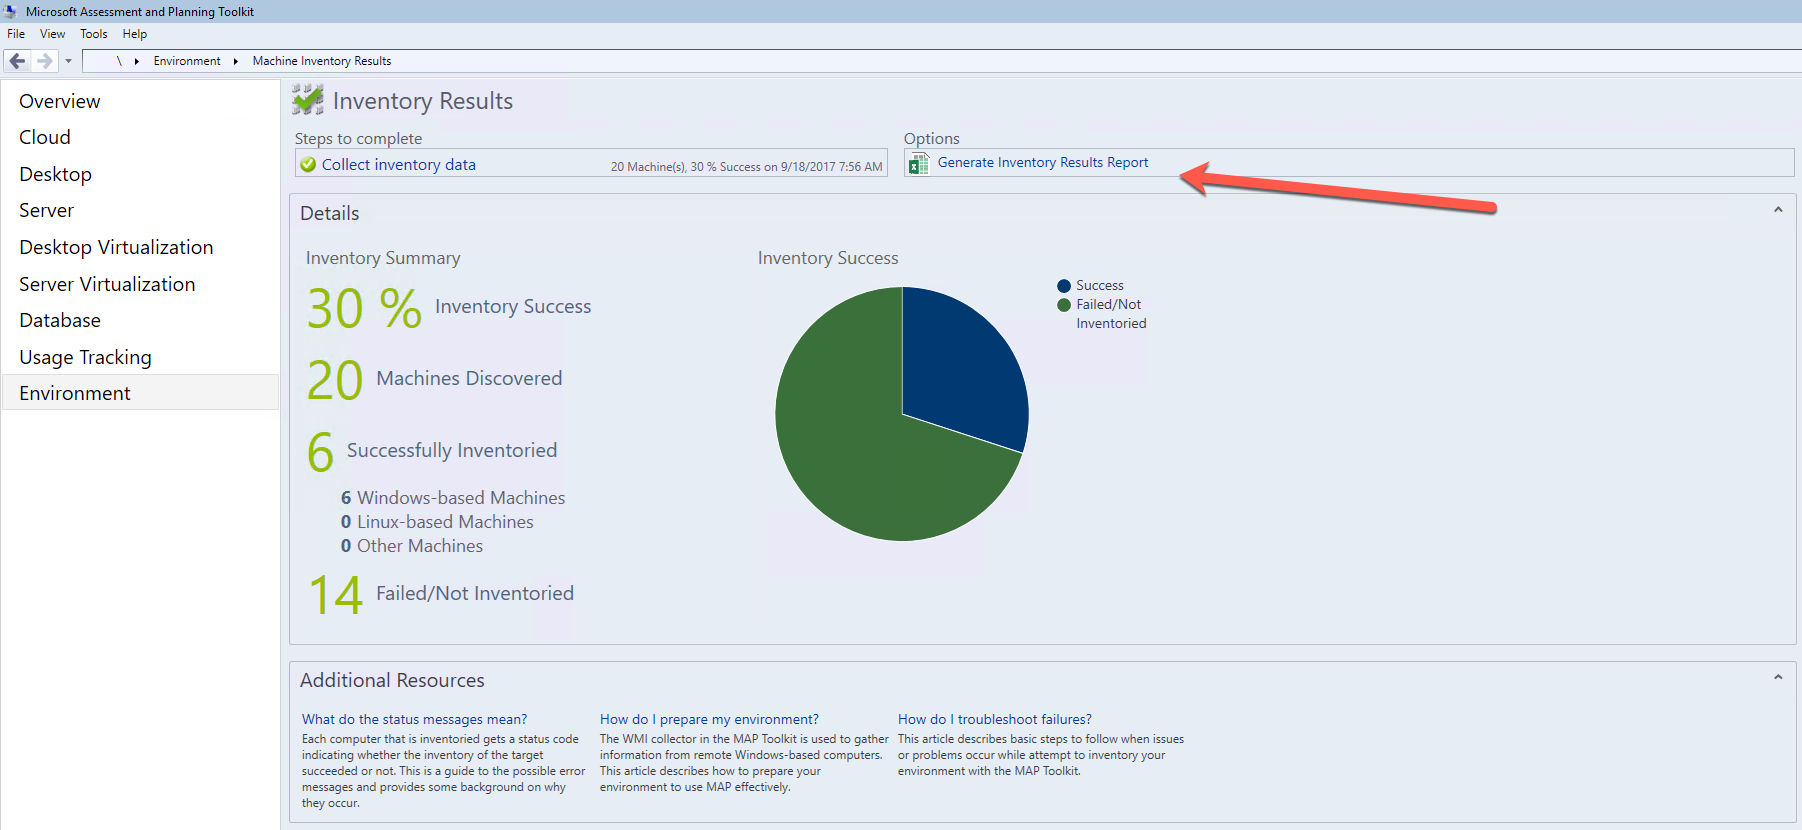 Microsoft Assessment and Planning Toolkit
File View Tools Help
\ Environment Machine Inventory Results
Overview
Cloud
Desktop
Server
Desktop Virtualization
Server Virtualization
Database
Usage Tracking
Environment
Inventory Results
Steps to complete
Collect inventory data 20 Machine(s), 30 % Success on 9/18/2017 7:56 AM
Options
Generate Inventory Results Report
Details
Inventory Summary
30 % Inventory Success
20 Machines Discovered
6 Successfully Inventoried
6 Windows-based Machines
0 Linux-based Machines
0 Other Machines
14 Failed/Not Inventoried
Inventory Success
Success
Failed/Not
Inventoried
Additional Resources
What do the status messages mean?
Each computer that is inventoried gets a status code
indicating whether the inventory of the target
succeeded or not. This is a guide to the possible error
messages and provides some background on why
they occur.
How do I prepare my environment?
The WMI collector in the MAP Toolkit is used to gather
information from remote Windows-based computers.
This article describes how to prepare your
environment to use MAP effectively.
How do I troubleshoot failures?
This article describes basic steps to follow when issues
or problems occur while attempt to inventory your
environment with the MAP Toolkit.